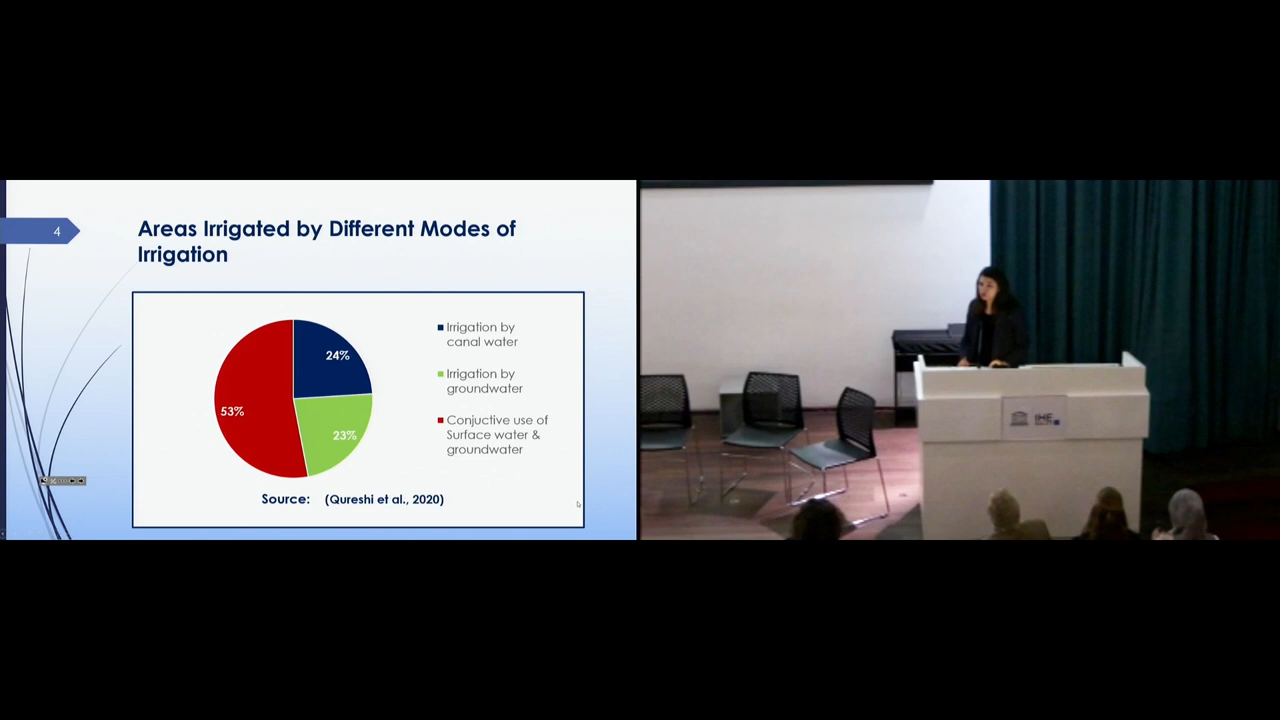 4
Areas Irrigated by Different Modes of
Irrigation
24%
53%
23%
Irrigation by
canal water
Irrigation by
groundwater
Conjuctive use of
Surface water &
groundwater
Source: (Qureshi et al., 2020)
IHE